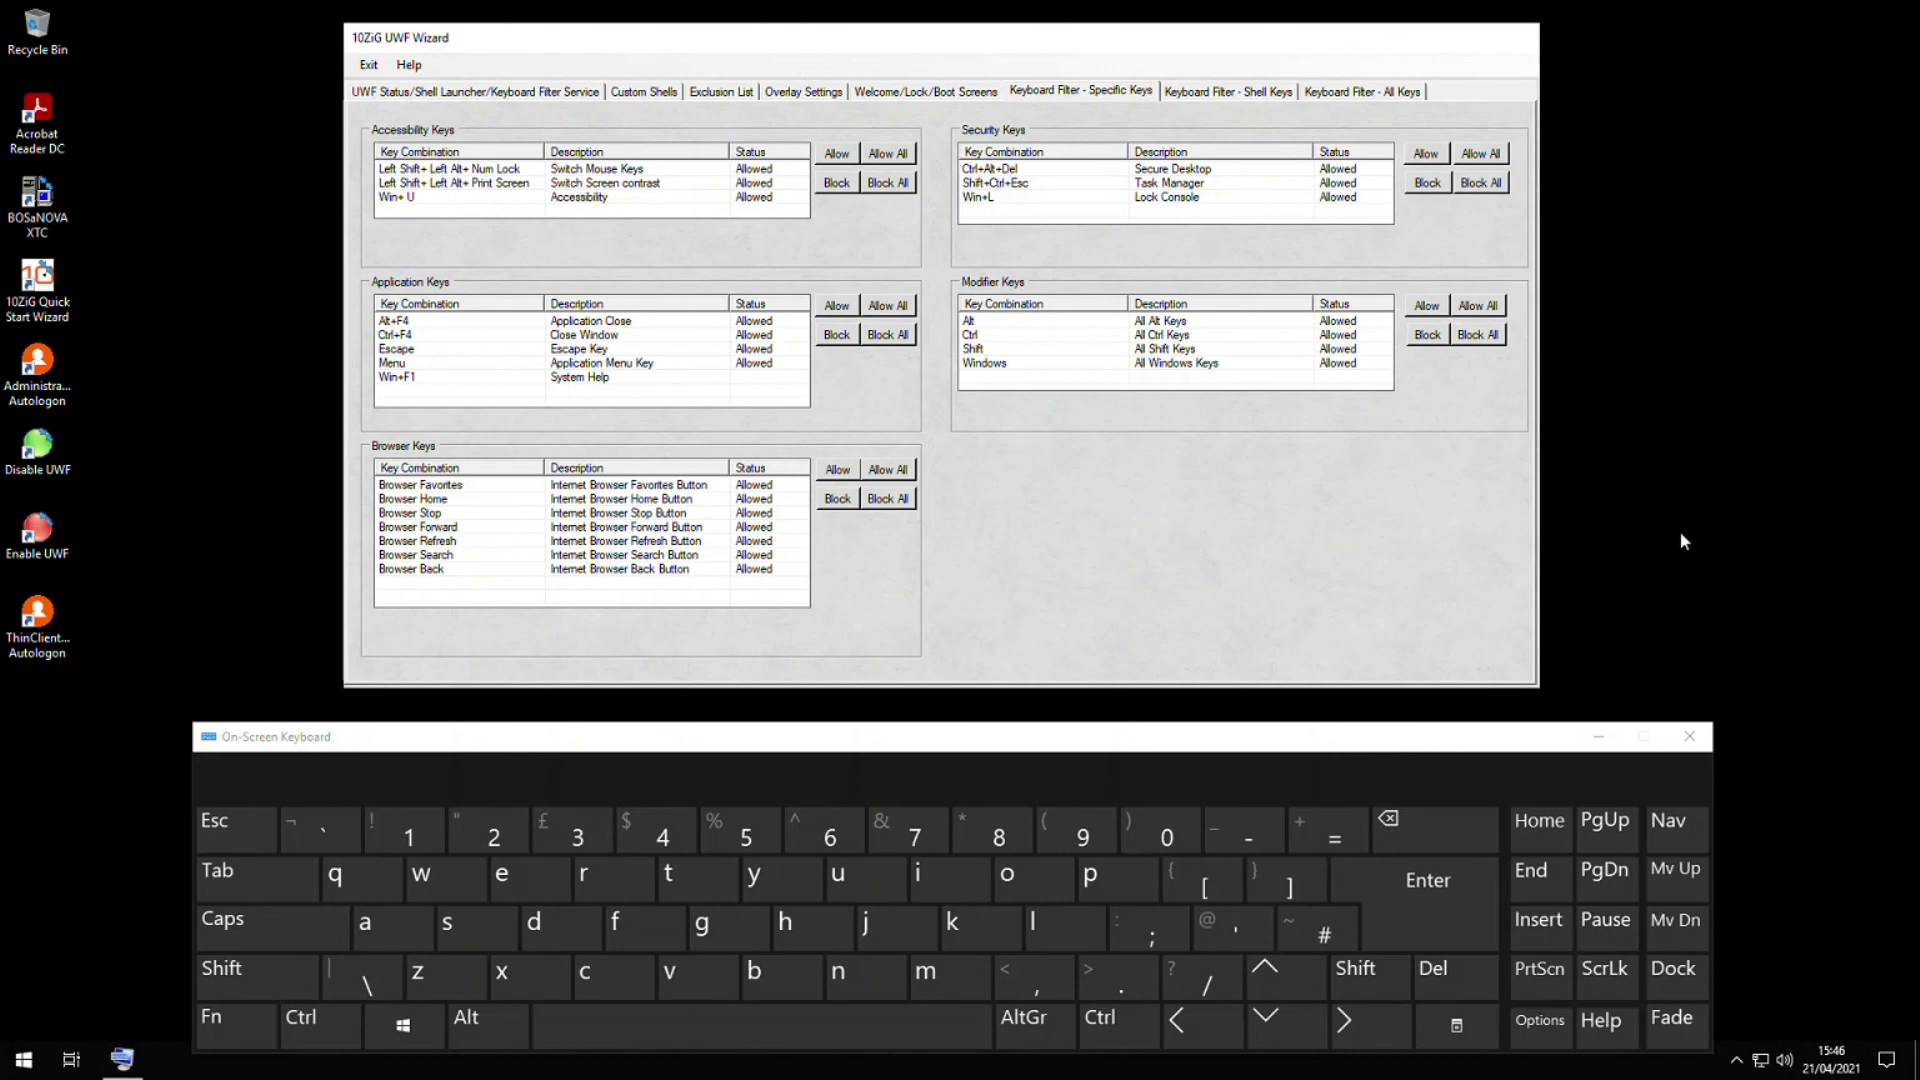 Recycle Bin
Acrobat
Reader DC
BOSaNOVA
XTC
10ZiG Quick
Start Wizard
Administra...
Autologon
Disable UWF
Enable UWF
ThinClient...
Autologon
10ZiG UWF Wizard
Exit Help
UWF Status/Shell Launcher/Keyboard Filter Service Custom Shells Exclusion List Overlay Settings Welcome/Lock/Boot Screens Keyboard Filter - Specific Keys Keyboard Filter - Shell Keys Keyboard Filter - All Keys
Accessibility Keys
Key Combination Description Status
Left Shift+ Left Alt+ Num Lock Switch Mouse Keys Allowed
Left Shift+ Left Alt+ Print Screen Switch Screen contrast Allowed
Win+ U Accessibility Allowed
Allow Allow All
Block Block All
Security Keys
Key Combination Description Status
Ctrl+Alt+Del Secure Desktop Allowed
Shift+Ctrl+Esc Task Manager Allowed
Win+L Lock Console Allowed
Allow Allow All
Block Block All
Application Keys
Key Combination Description Status
Alt+F4 Application Close Allowed
Ctrl+F4 Close Window Allowed
Escape Escape Key Allowed
Menu Application Menu Key Allowed
Win+F1 System Help
Allow Allow All
Block Block All
Modifier Keys
Key Combination Description Status
Alt All Alt Keys Allowed
Ctrl All Ctrl Keys Allowed
Shift All Shift Keys Allowed
Windows All Windows Keys Allowed
Allow Allow All
Block Block All
Browser Keys
Key Combination Description Status
Browser Favorites Internet Browser Favorites Button Allowed
Browser Home Internet Browser Home Button Allowed
Browser Stop Internet Browser Stop Button Allowed
Browser Forward Internet Browser Forward Button Allowed
Browser Refresh Internet Browser Refresh Button Allowed
Browser Search Internet Browser Search Button Allowed
Browser Back Internet Browser Back Button Allowed
Allow Allow All
Block Block All
On-Screen Keyboard
Esc ¬ ` ! 1 " 2 £ 3 $ 4 % 5 ^ 6 & 7 * 8 ( 9 ) 0 _ - + = Home PgUp Nav
Tab q w e r t y u i o p { [ } ] Enter End PgDn Mv Up
Caps a s d f g h j k l : ; @ ' ~ # Insert Pause Mv Dn
Shift | \ z x c v b n m < , > . ? / Shift Del PrtScn ScrLk Dock
Fn Ctrl Alt AltGr Ctrl Options Help Fade
15:46
21/04/2021